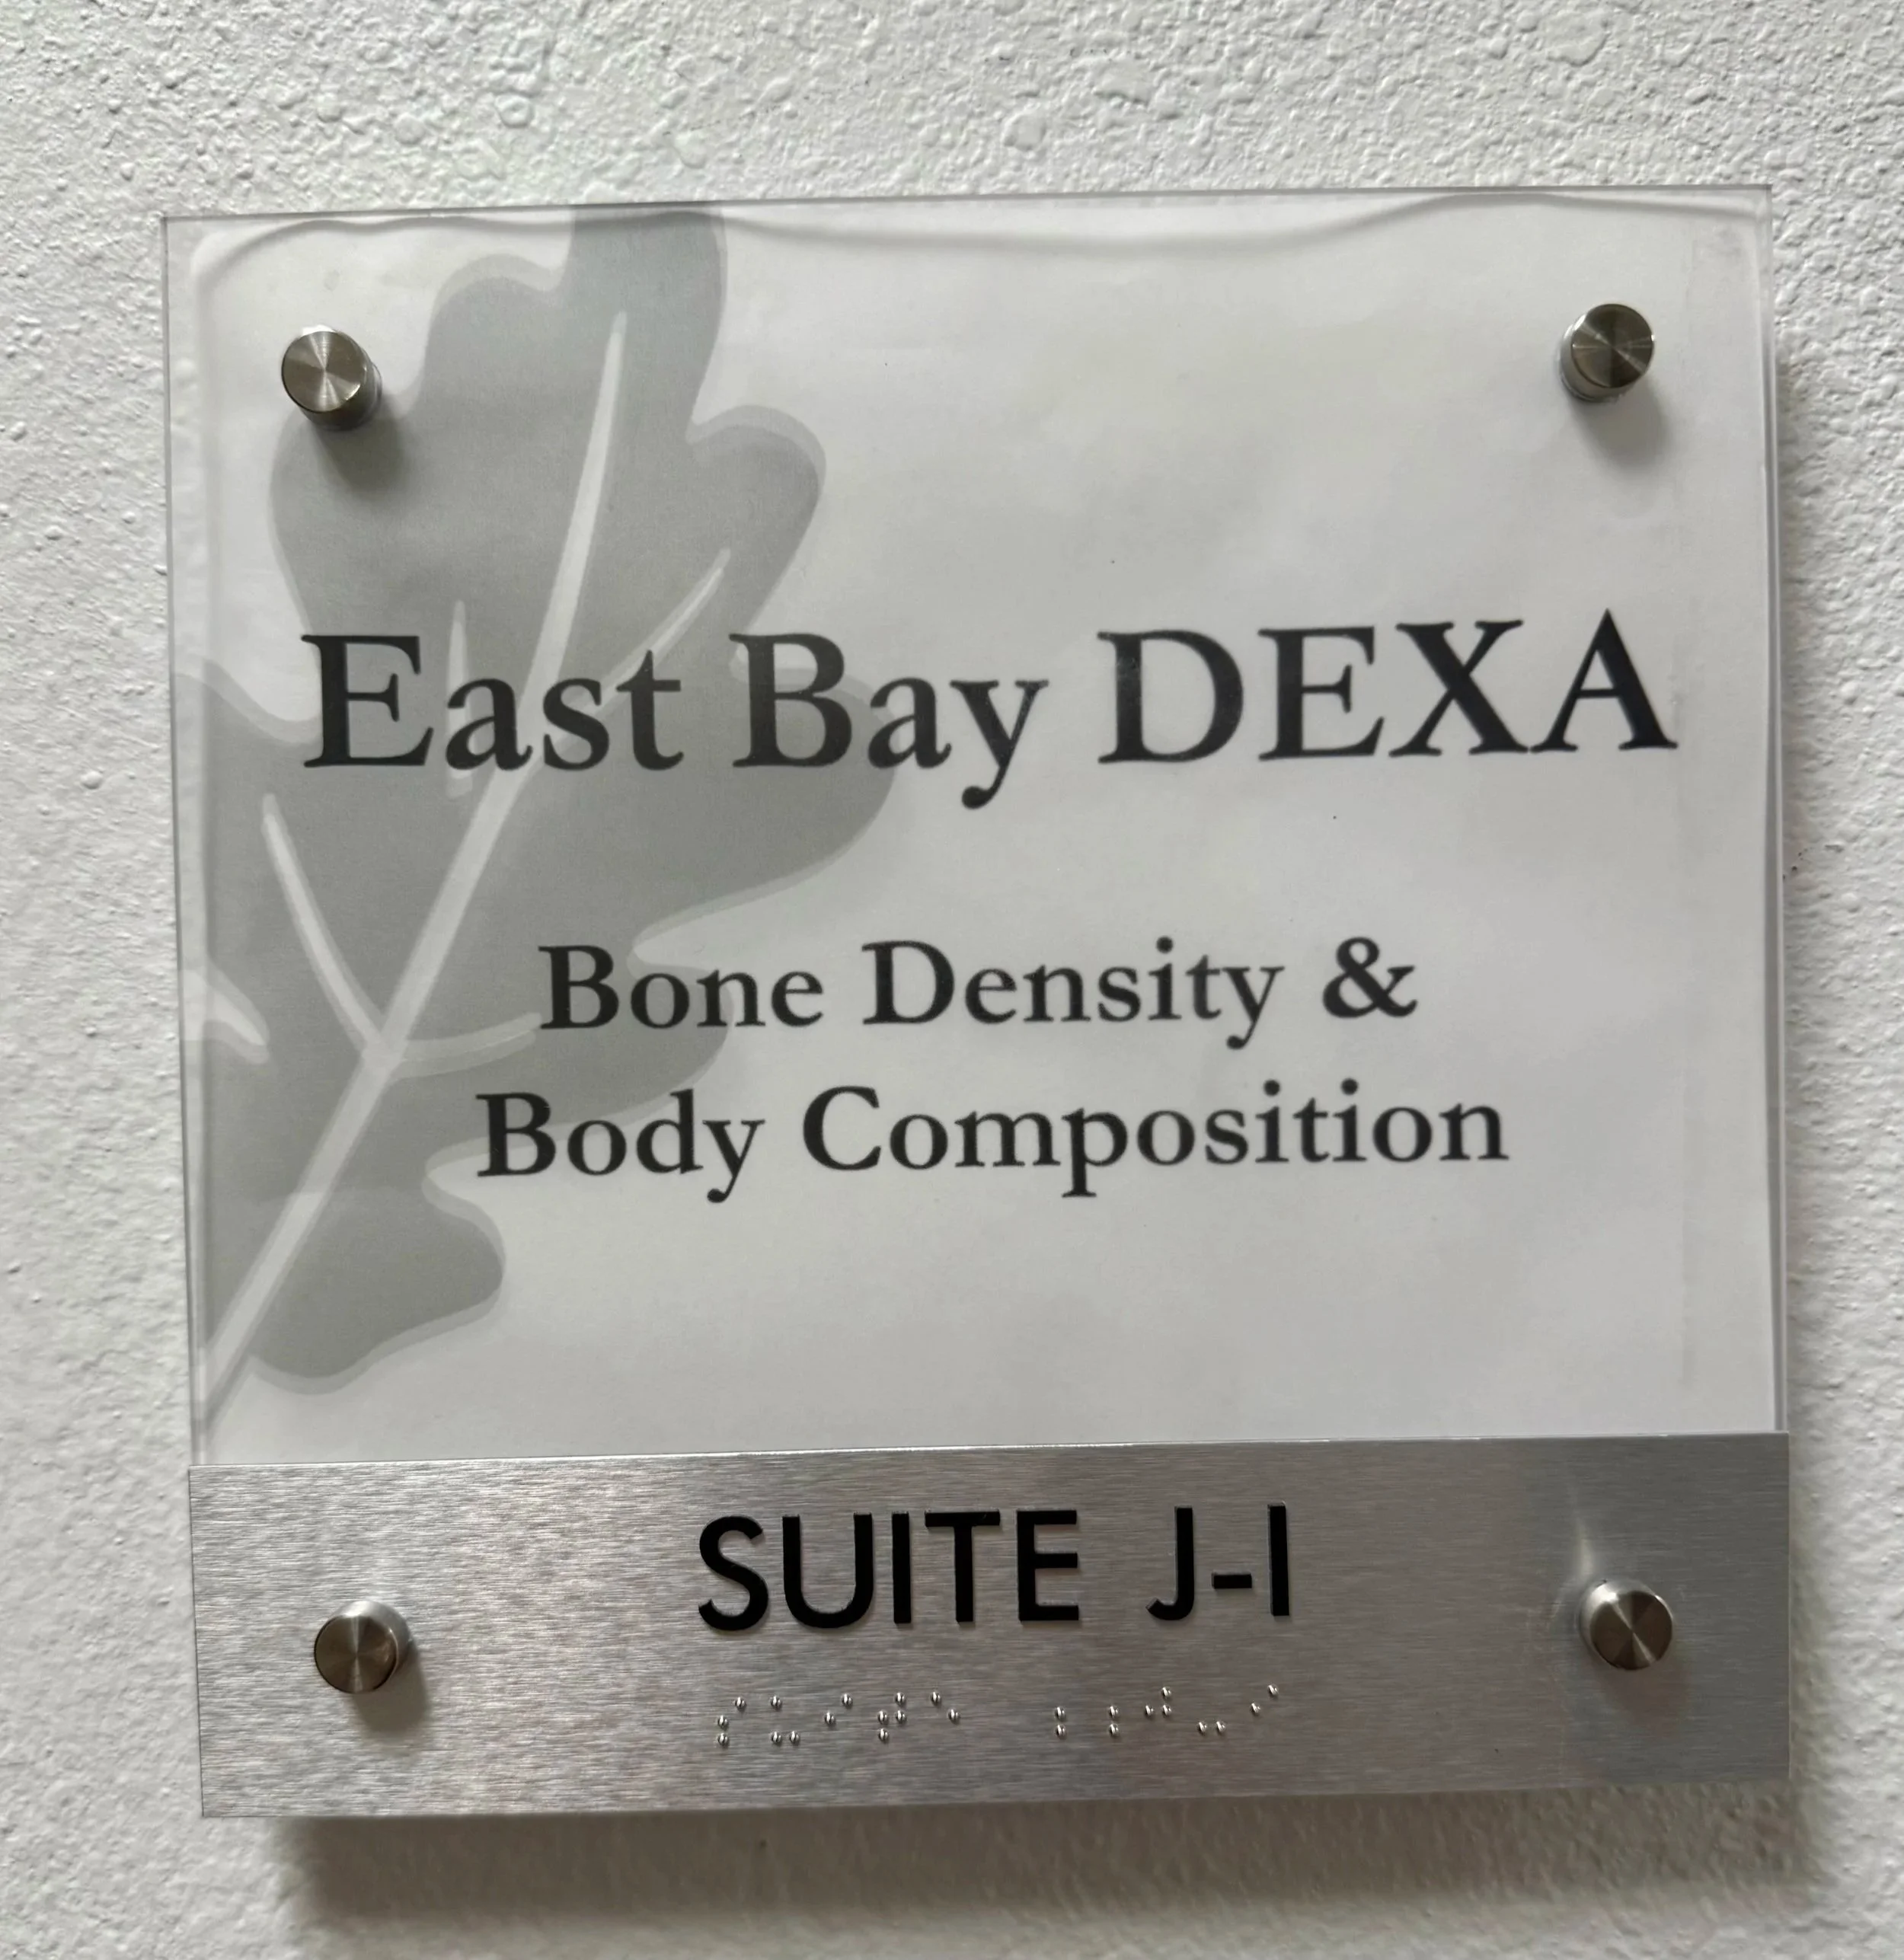 East Bay DEXA
Bone Density &
Body Composition
SUITE J-I